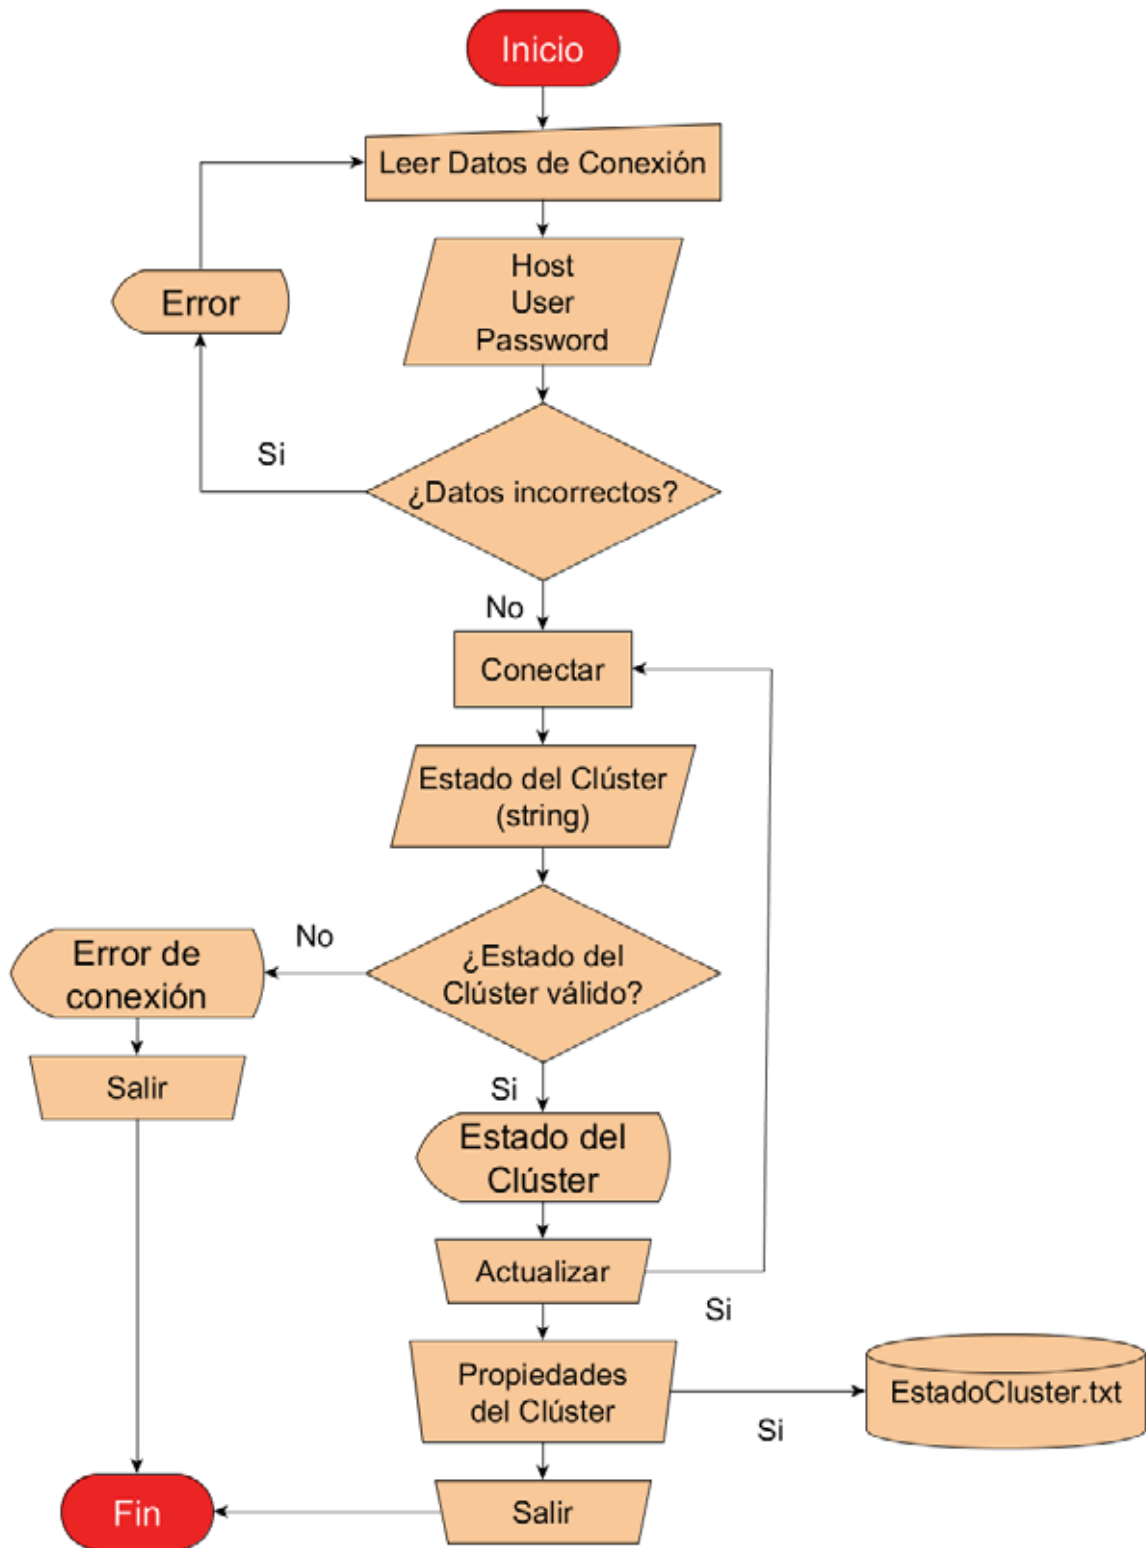 Inicio
Leer Datos de Conexión
Host
User
Password
Error
Si
¿Datos incorrectos?
No
Conectar
Estado del Clúster
(string)
Error de
conexión
No
¿Estado del
Clúster válido?
Salir
Si
Estado del
Clúster
Actualizar
Si
Propiedades
del Clúster
Si
EstadoCluster.txt
Salir
Fin